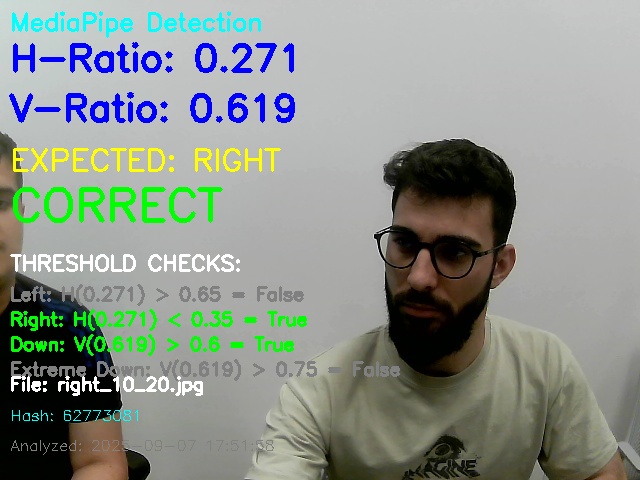 MediaPipe Detection
H-Ratio: 0.271
V-Ratio: 0.619
EXPECTED: RIGHT
CORRECT
THRESHOLD CHECKS:
Left: H(0.271) > 0.65 = False
Right: H(0.271) < 0.35 = True
Down: V(0.619) > 0.6 = True
Extreme Down: V(0.619) > 0.75 = False
File: right_10_20.jpg
Hash: 62773081
Analyzed: 2025-09-07 17:51:58
IMAGINE